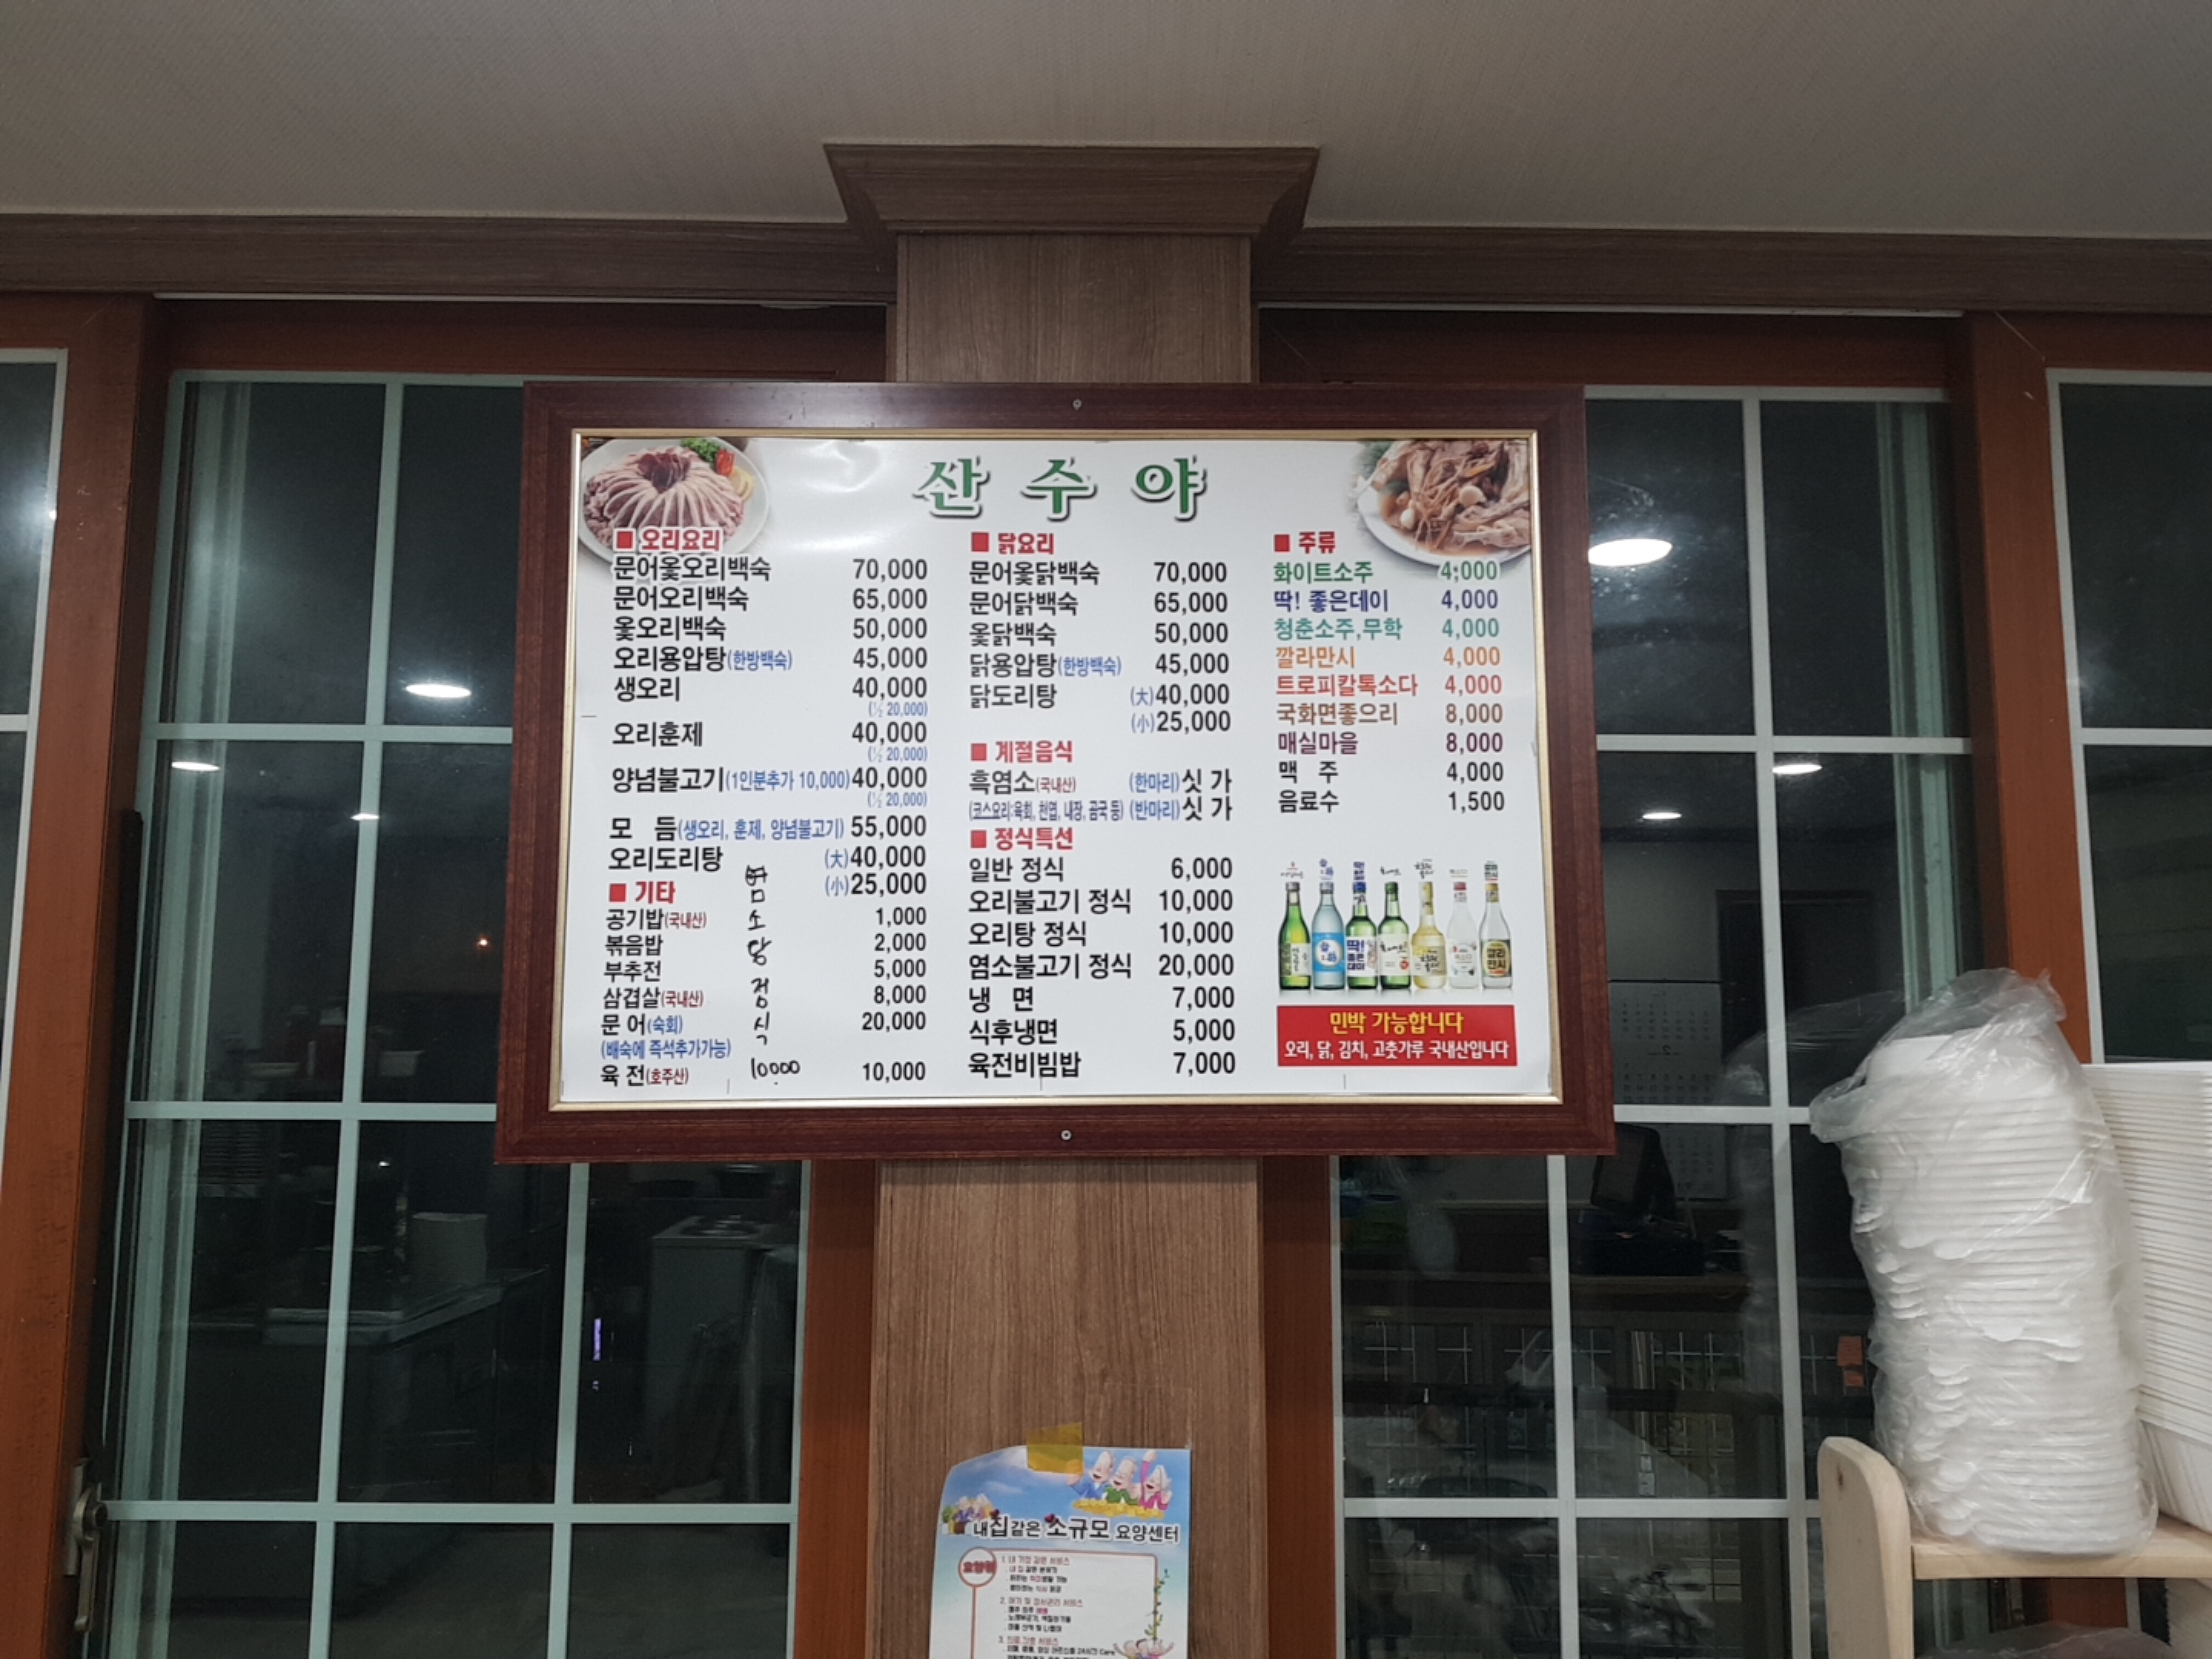 산 수 야
■ 오리요리
문어옻오리백숙 70,000
문어오리백숙 65,000
옻오리백숙 50,000
오리용압탕(한방백숙) 45,000
생오리 40,000
(½ 20,000)
오리훈제 40,000
(½ 20,000)
양념불고기(1인분추가 10,000) 40,000
(½ 20,000)
모 듬(생오리, 훈제, 양념불고기) 55,000
오리도리탕 (大)40,000
(小)25,000
■ 기타
공기밥(국내산) 1,000
볶음밥 2,000
부추전 5,000
삼겹살(국내산) 8,000
문 어(숙회) 20,000
(배숙에 즉석추가가능)
육 전(호주산) 10,000
염소탕정식
10000
■ 닭요리
문어옻닭백숙 70,000
문어닭백숙 65,000
옻닭백숙 50,000
닭용압탕(한방백숙) 45,000
닭도리탕 (大)40,000
(小)25,000
■ 계절음식
흑염소(국내산) (한마리)싯 가
(코스요리:육회, 천엽, 내장, 곰국 등) (반마리)싯 가
■ 정식특선
일반 정식 6,000
오리불고기 정식 10,000
오리탕 정식 10,000
염소불고기 정식 20,000
냉 면 7,000
식후냉면 5,000
육전비빔밥 7,000
■ 주류
화이트소주 4,000
딱! 좋은데이 4,000
청춘소주,무학 4,000
깔라만시 4,000
트로피칼톡소다 4,000
국화면좋으리 8,000
매실마을 8,000
맥 주 4,000
음료수 1,500
딱!
좋은
데이
깔라
만시
민박 가능합니다
오리, 닭, 김치, 고춧가루 국내산입니다
내집같은 소규모 요양센터